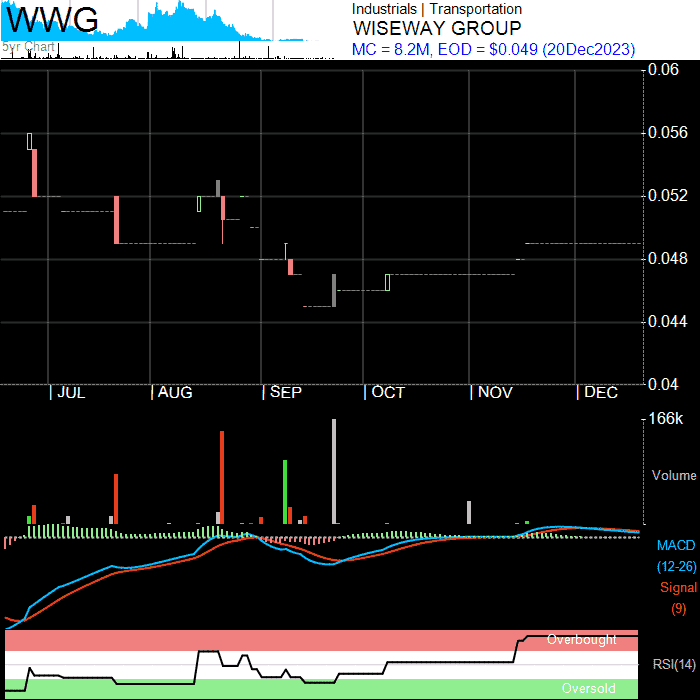 WWG
5yr Chart
Industrials | Transportation
WISEWAY GROUP
MC = 8.2M, EOD = $0.049 (20Dec2023)
0.06
0.056
0.052
0.048
0.044
0.04
JUL AUG SEP OCT NOV DEC
166k
Volume
MACD
(12-26)
Signal
(9)
Overbought
RSI(14)
Oversold